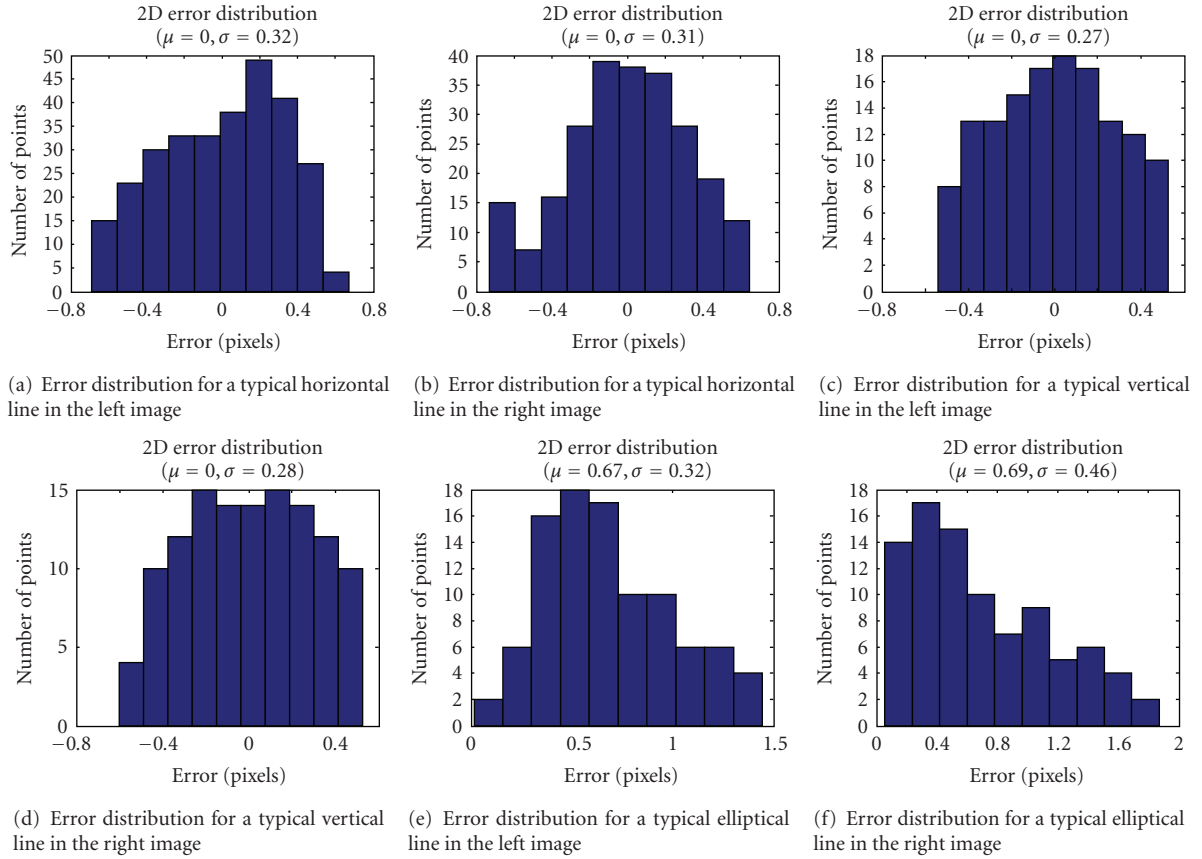 2D error distribution
(μ = 0, σ = 0.32)
50
45
40
35
30
25
20
15
10
5
0
Number of points
−0.8
−0.4
0
0.4
0.8
Error (pixels)
(a) Error distribution for a typical horizontal
line in the left image
2D error distribution
(μ = 0, σ = 0.31)
40
35
30
25
20
15
10
5
0
Number of points
−0.8
−0.4
0
0.4
0.8
Error (pixels)
(b) Error distribution for a typical horizontal
line in the right image
2D error distribution
(μ = 0, σ = 0.27)
18
16
14
12
10
8
6
4
2
0
Number of points
−0.8
−0.4
0
0.4
Error (pixels)
(c) Error distribution for a typical vertical
line in the left image
2D error distribution
(μ = 0, σ = 0.28)
15
10
5
0
Number of points
−0.8
−0.4
0
0.4
Error (pixels)
(d) Error distribution for a typical vertical
line in the right image
2D error distribution
(μ = 0.67, σ = 0.32)
18
16
14
12
10
8
6
4
2
0
Number of points
0
0.5
1
1.5
Error (pixels)
(e) Error distribution for a typical elliptical
line in the left image
2D error distribution
(μ = 0.69, σ = 0.46)
18
16
14
12
10
8
6
4
2
0
Number of points
0
0.4
0.8
1.2
1.6
2
Error (pixels)
(f) Error distribution for a typical elliptical
line in the right image